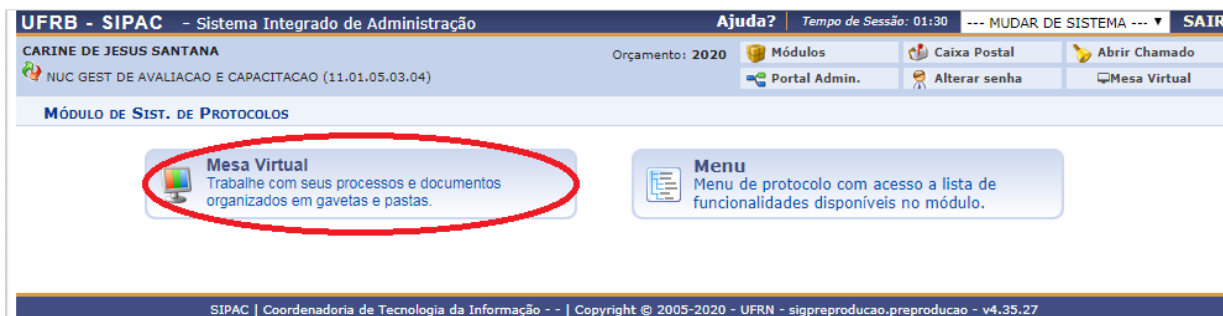 UFRB - SIPAC - Sistema Integrado de Administração Ajuda? Tempo de Sessão: 01:30 --- MUDAR DE SISTEMA --- SAIR
CARINE DE JESUS SANTANA Orçamento: 2020 Módulos Caixa Postal Abrir Chamado
NUC GEST DE AVALIACAO E CAPACITACAO (11.01.05.03.04) Portal Admin. Alterar senha Mesa Virtual
MÓDULO DE SIST. DE PROTOCOLOS
Mesa Virtual
Trabalhe com seus processos e documentos
organizados em gavetas e pastas.
Menu
Menu de protocolo com acesso a lista de
funcionalidades disponíveis no módulo.
SIPAC | Coordenadoria de Tecnologia da Informação - - | Copyright © 2005-2020 - UFRN - sigpreproducao.preproducao - v4.35.27